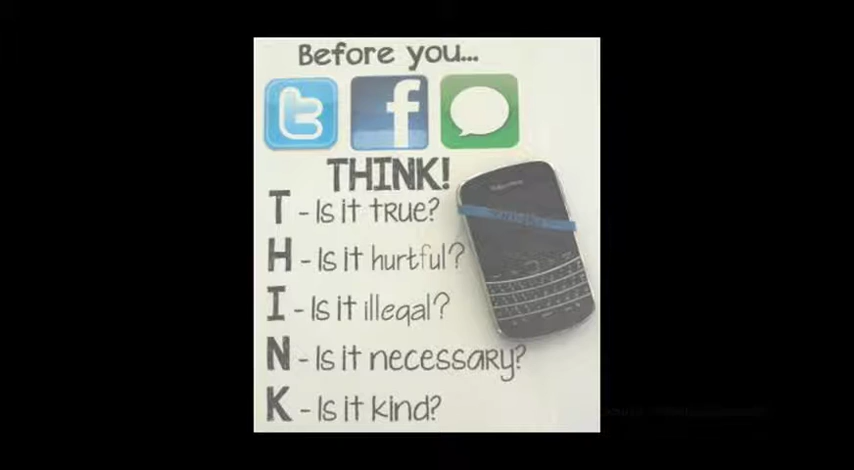 Before you...
THINK!
T - Is it true?
H - Is it hurtful?
I - Is it illegal?
N - Is it necessary?
K - Is it kind?